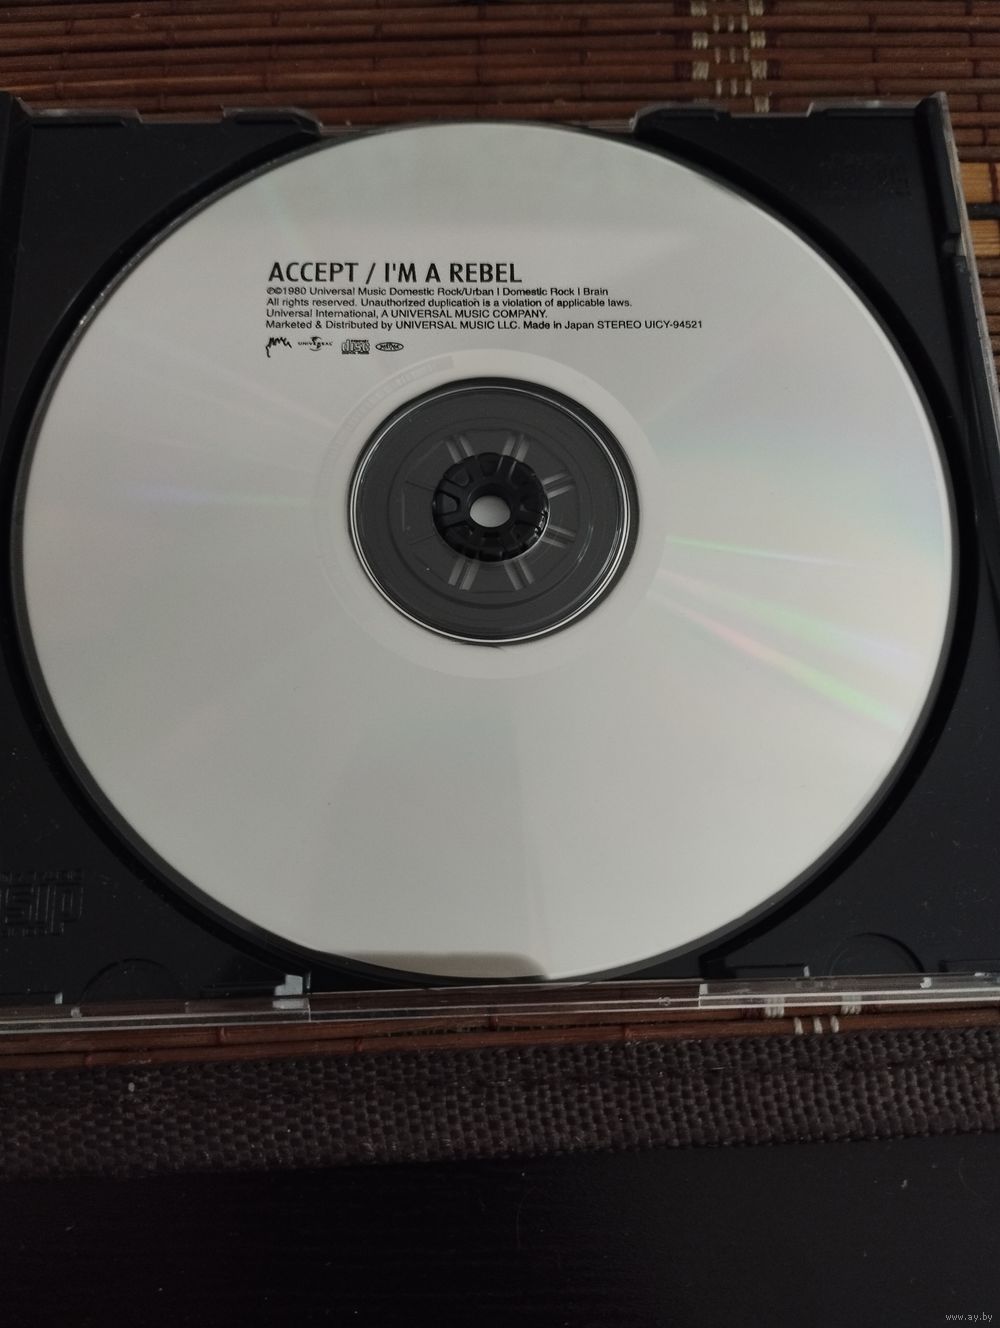 ACCEPT / I'M A REBEL
℗©1980 Universal Music Domestic Rock/Urban | Domestic Rock | Brain
All rights reserved. Unauthorized duplication is a violation of applicable laws.
Universal International, A UNIVERSAL MUSIC COMPANY.
Marketed & Distributed by UNIVERSAL MUSIC LLC. Made in Japan STEREO UICY-94521
UNIVERSAL
disc
www.ay.by